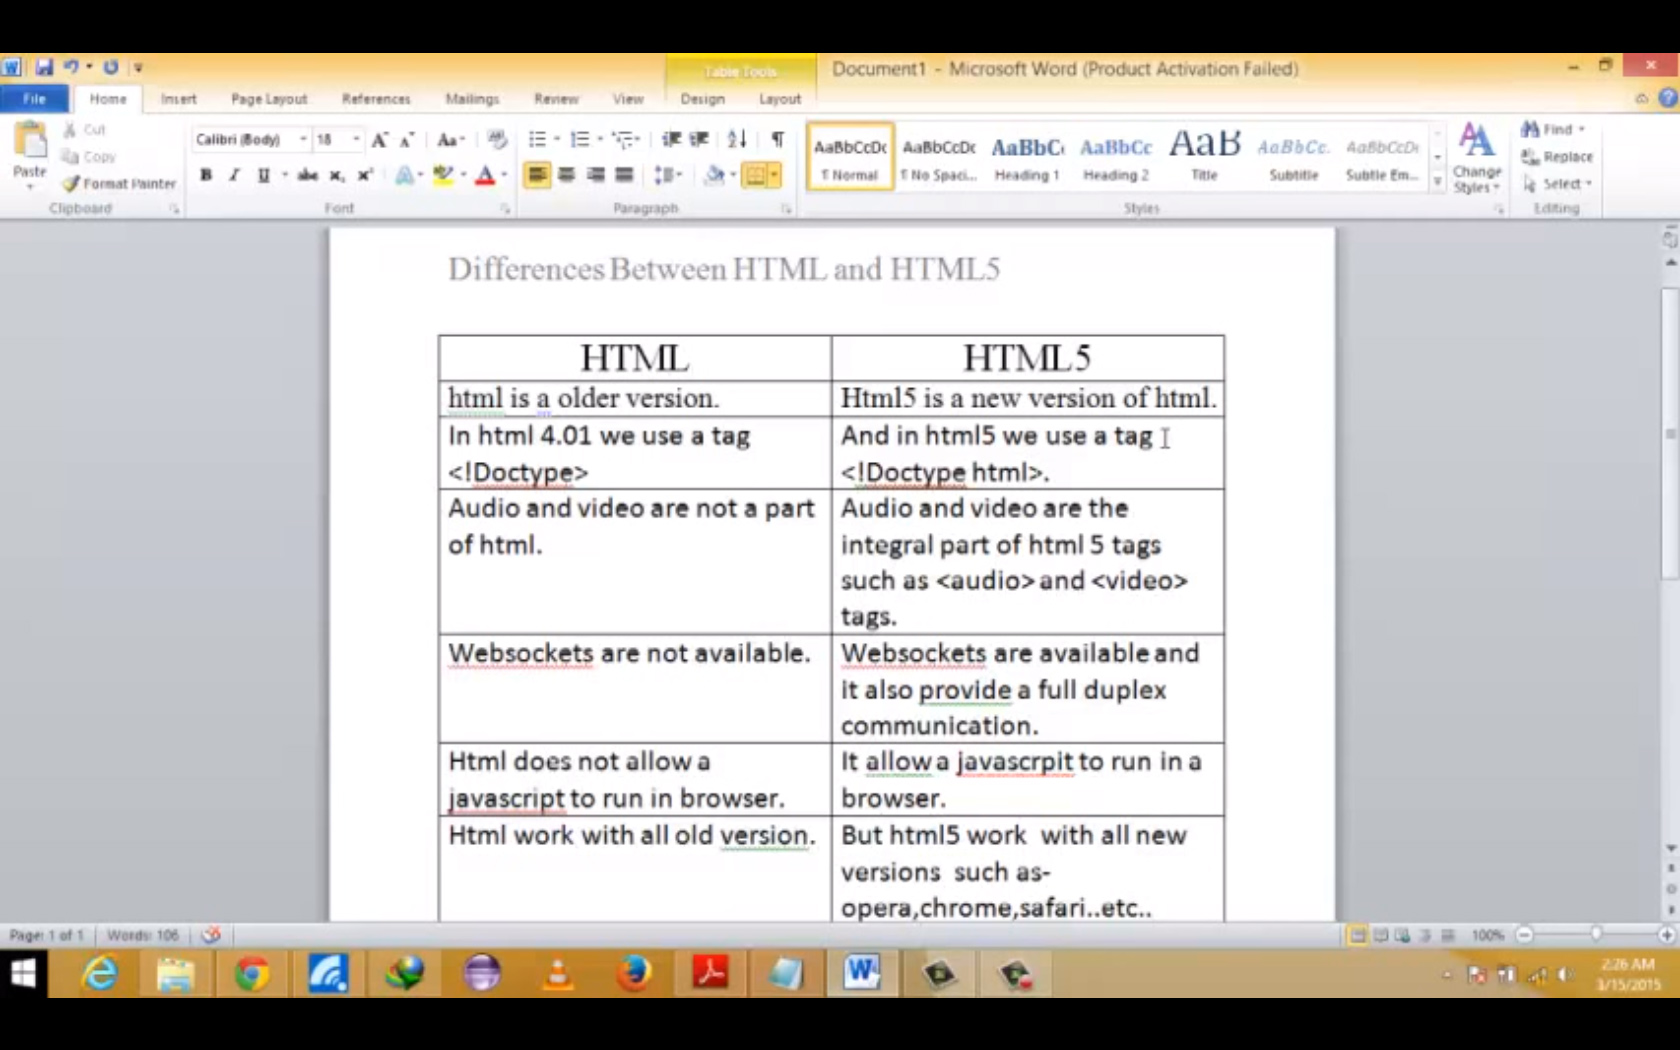 Table Tools
Document1 - Microsoft Word (Product Activation Failed)
File Home Insert Page Layout References Mailings Review View Design Layout
Cut
Copy
Paste
Format Painter
Clipboard
Calibri (Body) 18
Font
Paragraph
AaBbCcDc AaBbCcDc AaBbC AaBbCc AaB AaBbCc. AaBbCcDc
¶ Normal ¶ No Spaci... Heading 1 Heading 2 Title Subtitle Subtle Em...
Change
Styles
Styles
Find
Replace
Select
Editing
Differences Between HTML and HTML5
HTML HTML5
html is a older version. Html5 is a new version of html.
In html 4.01 we use a tag
<!Doctype>
And in html5 we use a tag
<!Doctype html>.
Audio and video are not a part
of html.
Audio and video are the
integral part of html 5 tags
such as <audio> and <video>
tags.
Websockets are not available.
Websockets are available and
it also provide a full duplex
communication.
Html does not allow a
javascript to run in browser.
It allow a javascrpit to run in a
browser.
Html work with all old version.
But html5 work with all new
versions such as-
opera,chrome,safari..etc..
Page: 1 of 1 Words: 106 100%
2:26 AM
3/15/2015